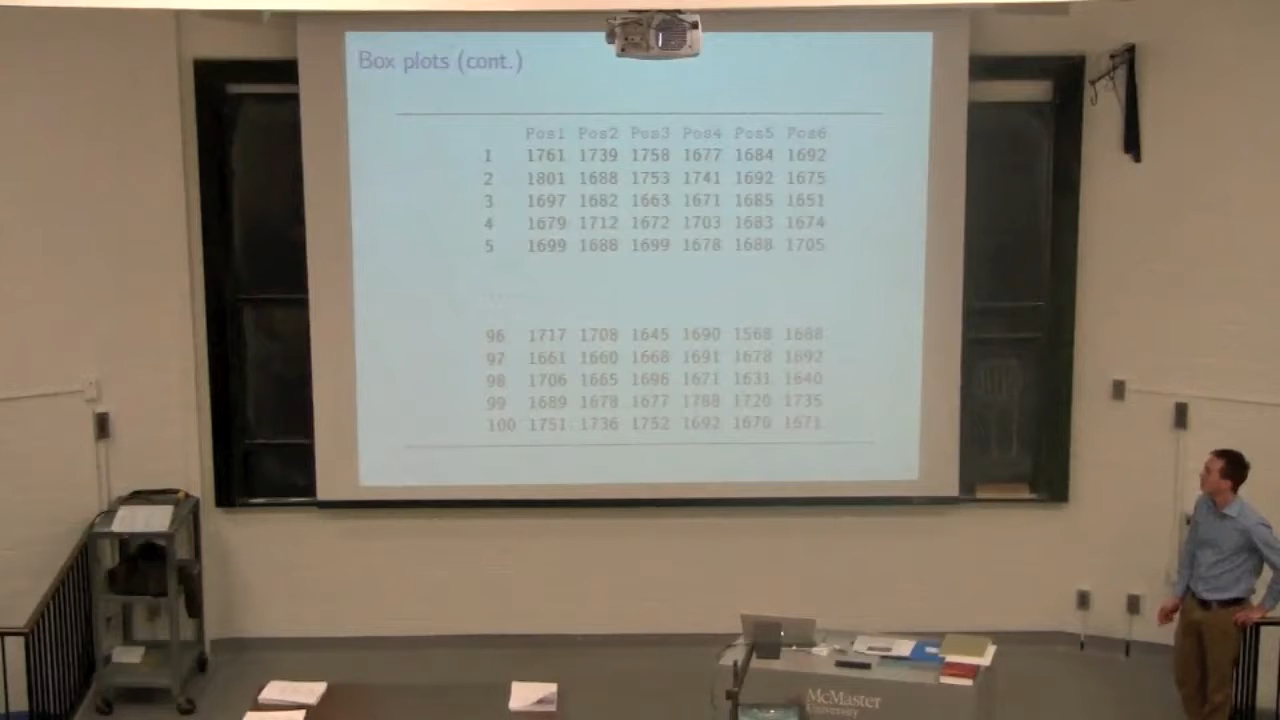 Box plots (cont.)
Pos1 Pos2 Pos3 Pos4 Pos5 Pos6
1 1761 1739 1758 1677 1684 1692
2 1801 1688 1753 1741 1692 1675
3 1697 1682 1663 1671 1685 1651
4 1679 1712 1672 1703 1683 1674
5 1699 1688 1699 1678 1688 1705
96 1717 1708 1645 1690 1568 1688
97 1661 1660 1668 1691 1678 1692
98 1706 1665 1696 1671 1631 1640
99 1689 1678 1677 1788 1720 1735
100 1751 1736 1752 1692 1670 1671
McMaster
University